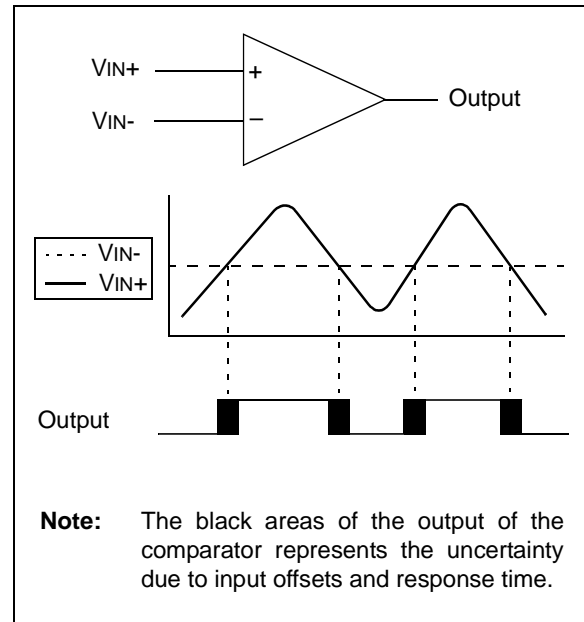 VIN+
+
Output
VIN-
−
VIN-
VIN+
Output
Note: The black areas of the output of the
comparator represents the uncertainty
due to input offsets and response time.